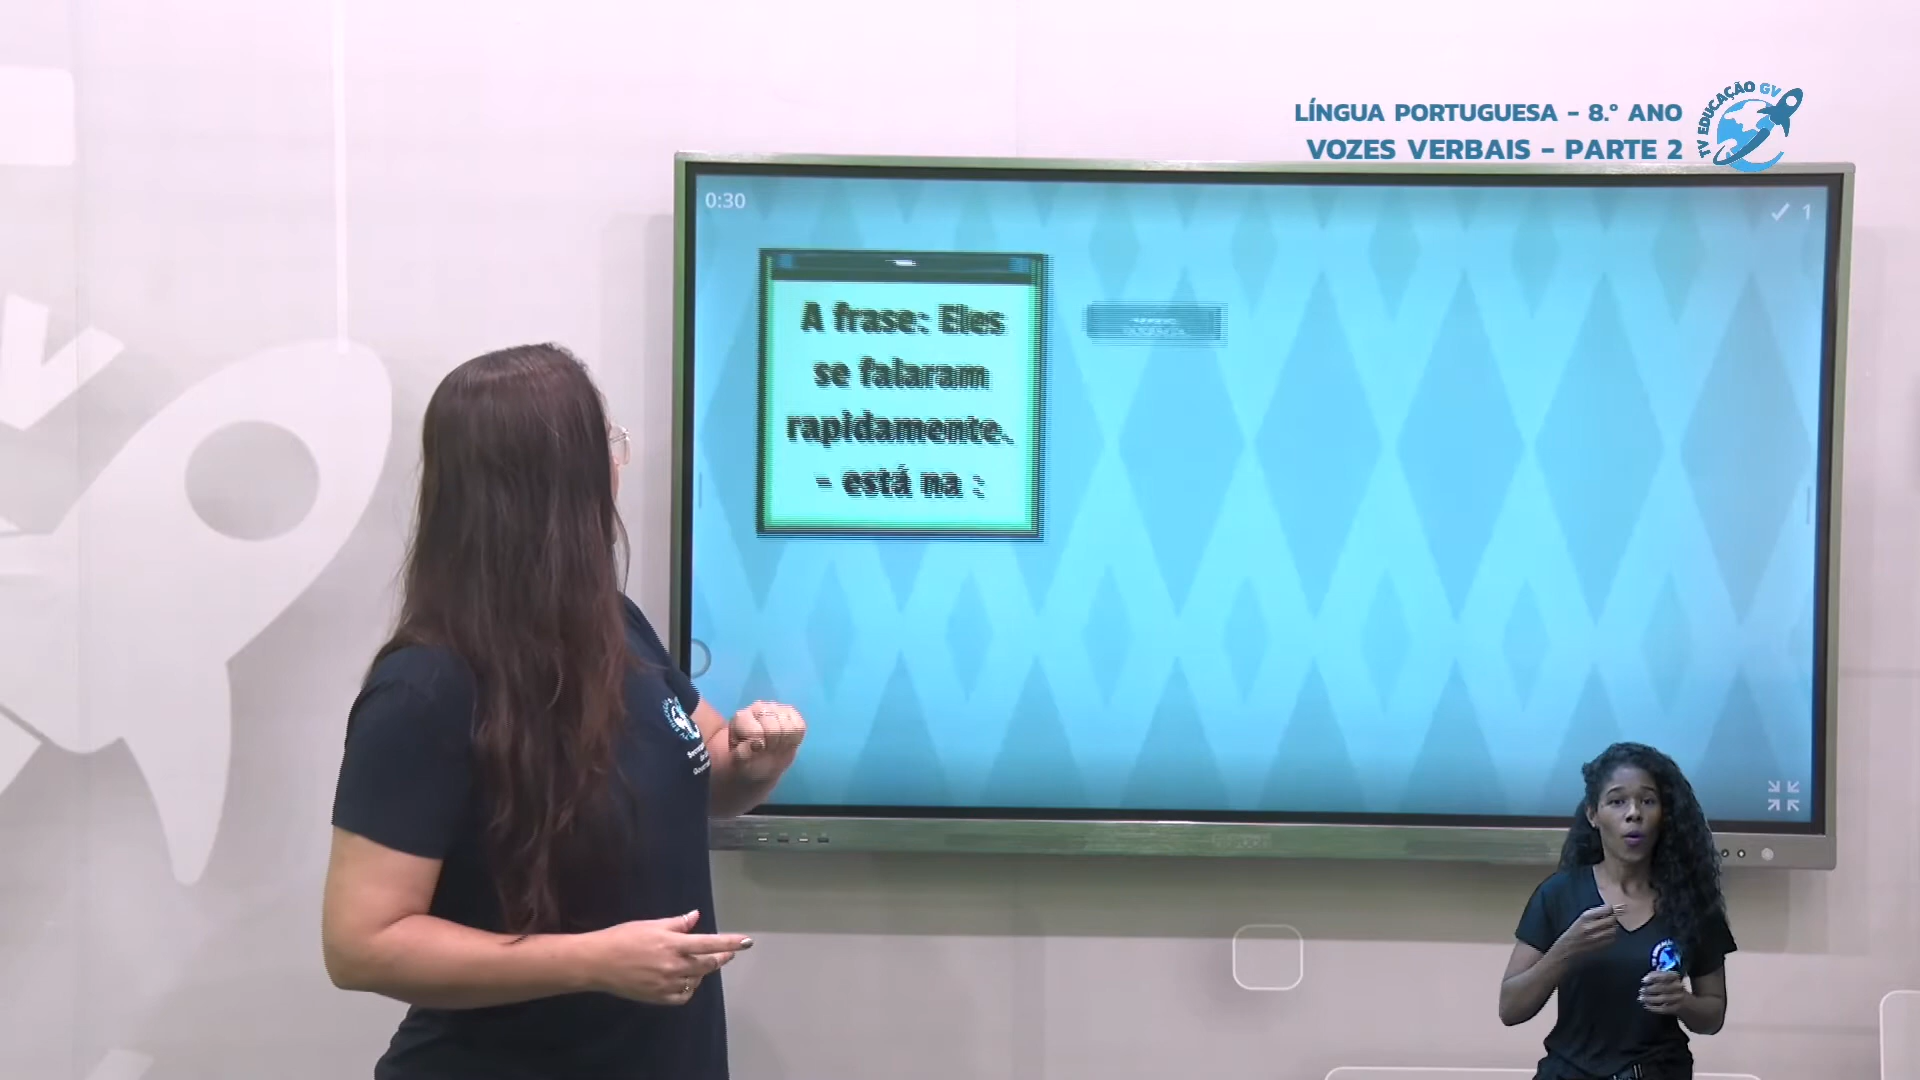 LÍNGUA PORTUGUESA - 8.º ANO
VOZES VERBAIS - PARTE 2
TV EDUCAÇÃO GV
0:30
1
A frase: Eles
se falaram
rapidamente.
- está na :